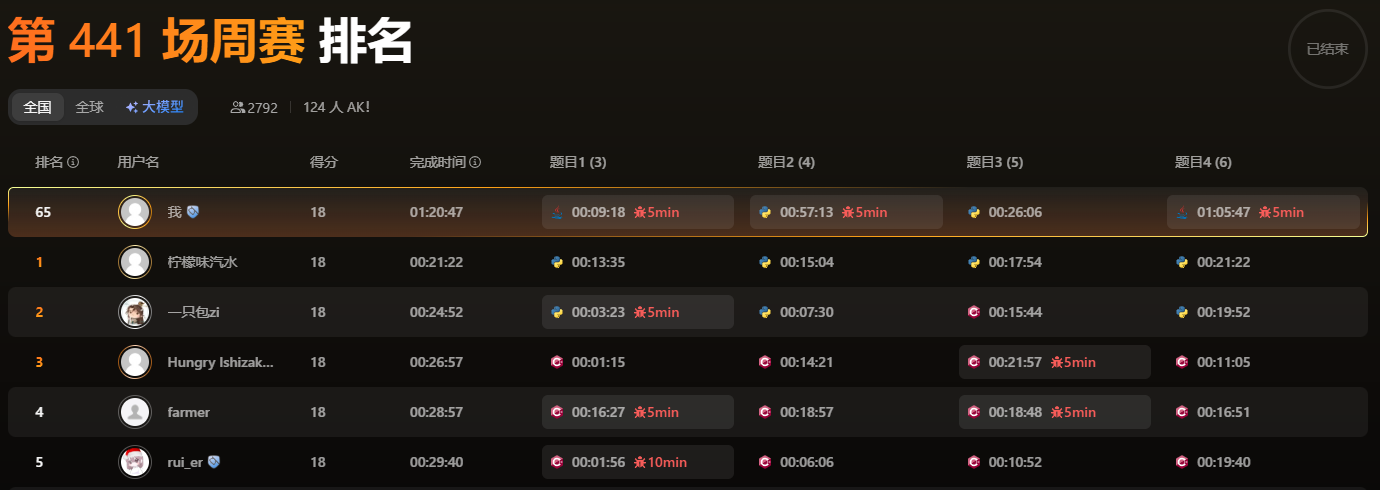 第 441 场周赛 排名
已结束
全国 全球 大模型 2792 124 人 AK!
排名 用户名 得分 完成时间 题目1 (3) 题目2 (4) 题目3 (5) 题目4 (6)
65 我 18 01:20:47 00:09:18 5min 00:57:13 5min 00:26:06 01:05:47 5min
1 柠檬味汽水 18 00:21:22 00:13:35 00:15:04 00:17:54 00:21:22
2 一只包zi 18 00:24:52 00:03:23 5min 00:07:30 00:15:44 00:19:52
3 Hungry Ishizak... 18 00:26:57 00:01:15 00:14:21 00:21:57 5min 00:11:05
4 farmer 18 00:28:57 00:16:27 5min 00:18:57 00:18:48 5min 00:16:51
5 rui_er 18 00:29:40 00:01:56 10min 00:06:06 00:10:52 00:19:40